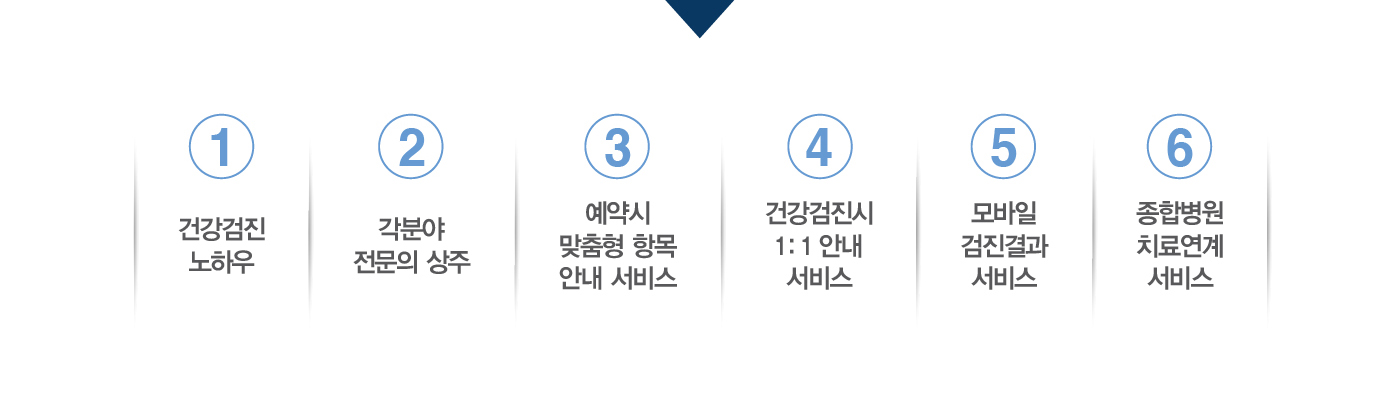 1
건강검진
노하우
2
각분야
전문의 상주
3
예약시
맞춤형 항목
안내 서비스
4
건강검진시
1:1 안내
서비스
5
모바일
검진결과
서비스
6
종합병원
치료연계
서비스